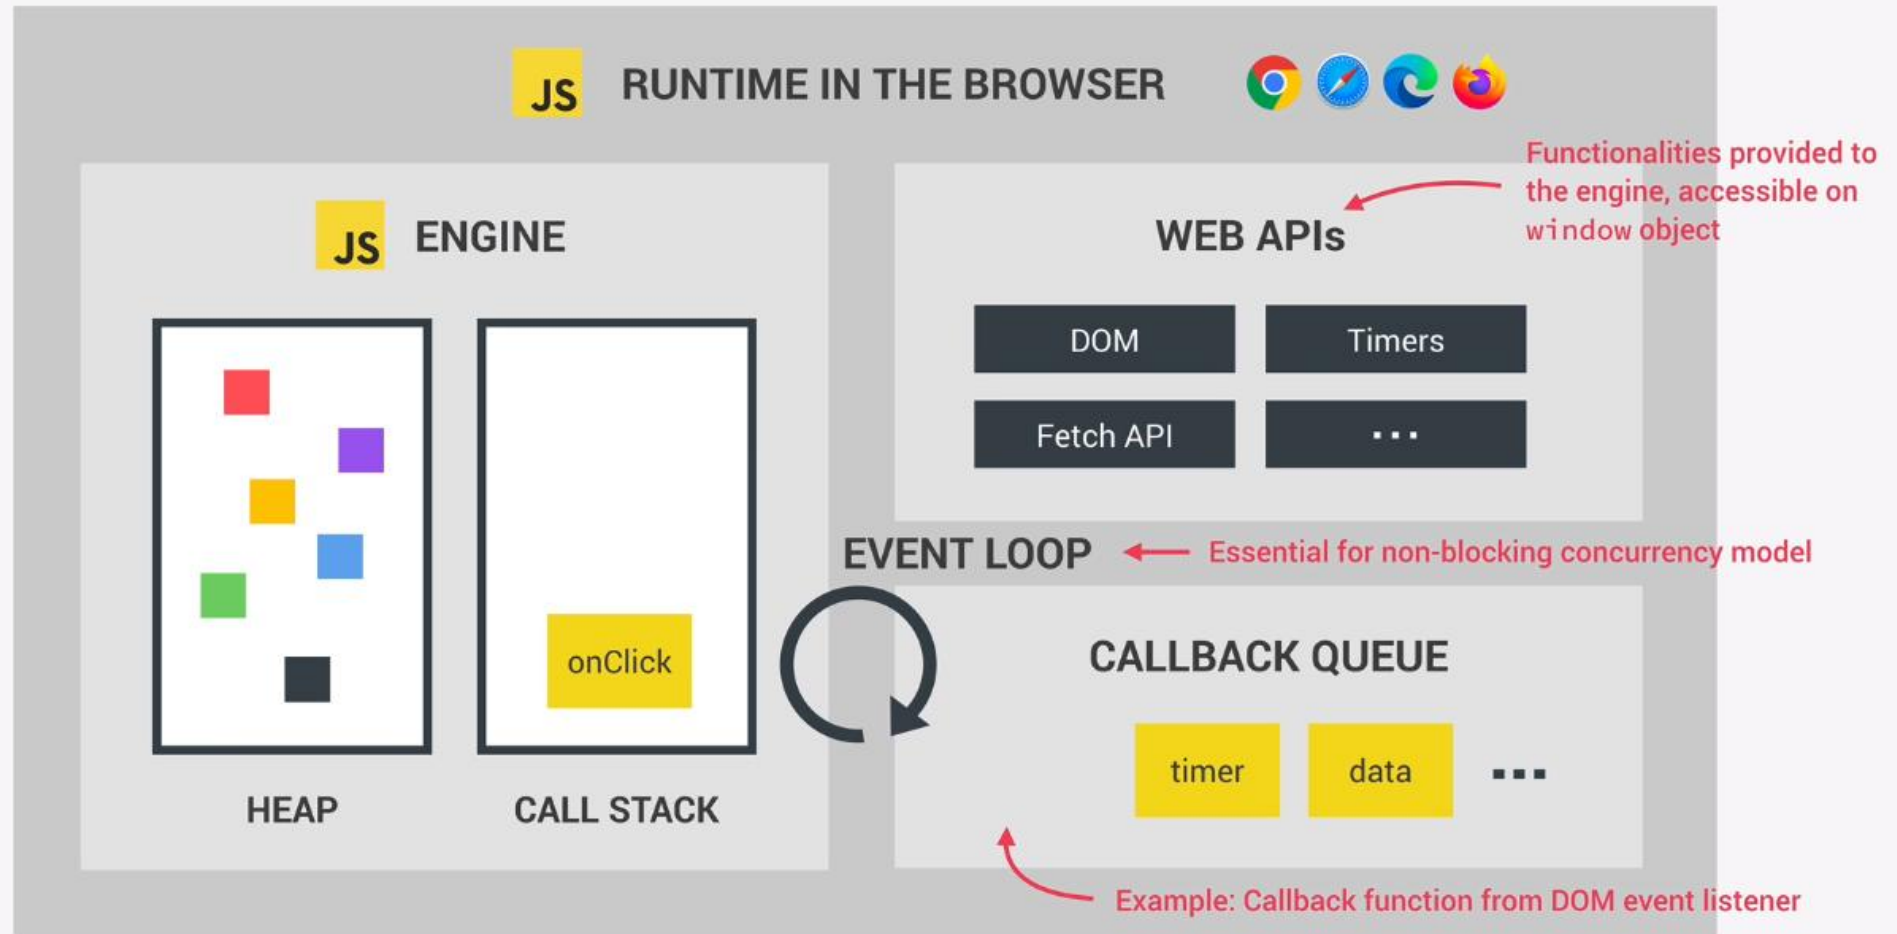 JS RUNTIME IN THE BROWSER
Functionalities provided to
the engine, accessible on
window object
JS ENGINE
WEB APIs
DOM
Timers
Fetch API
...
EVENT LOOP
Essential for non-blocking concurrency model
onClick
HEAP
CALL STACK
CALLBACK QUEUE
timer
data
...
Example: Callback function from DOM event listener